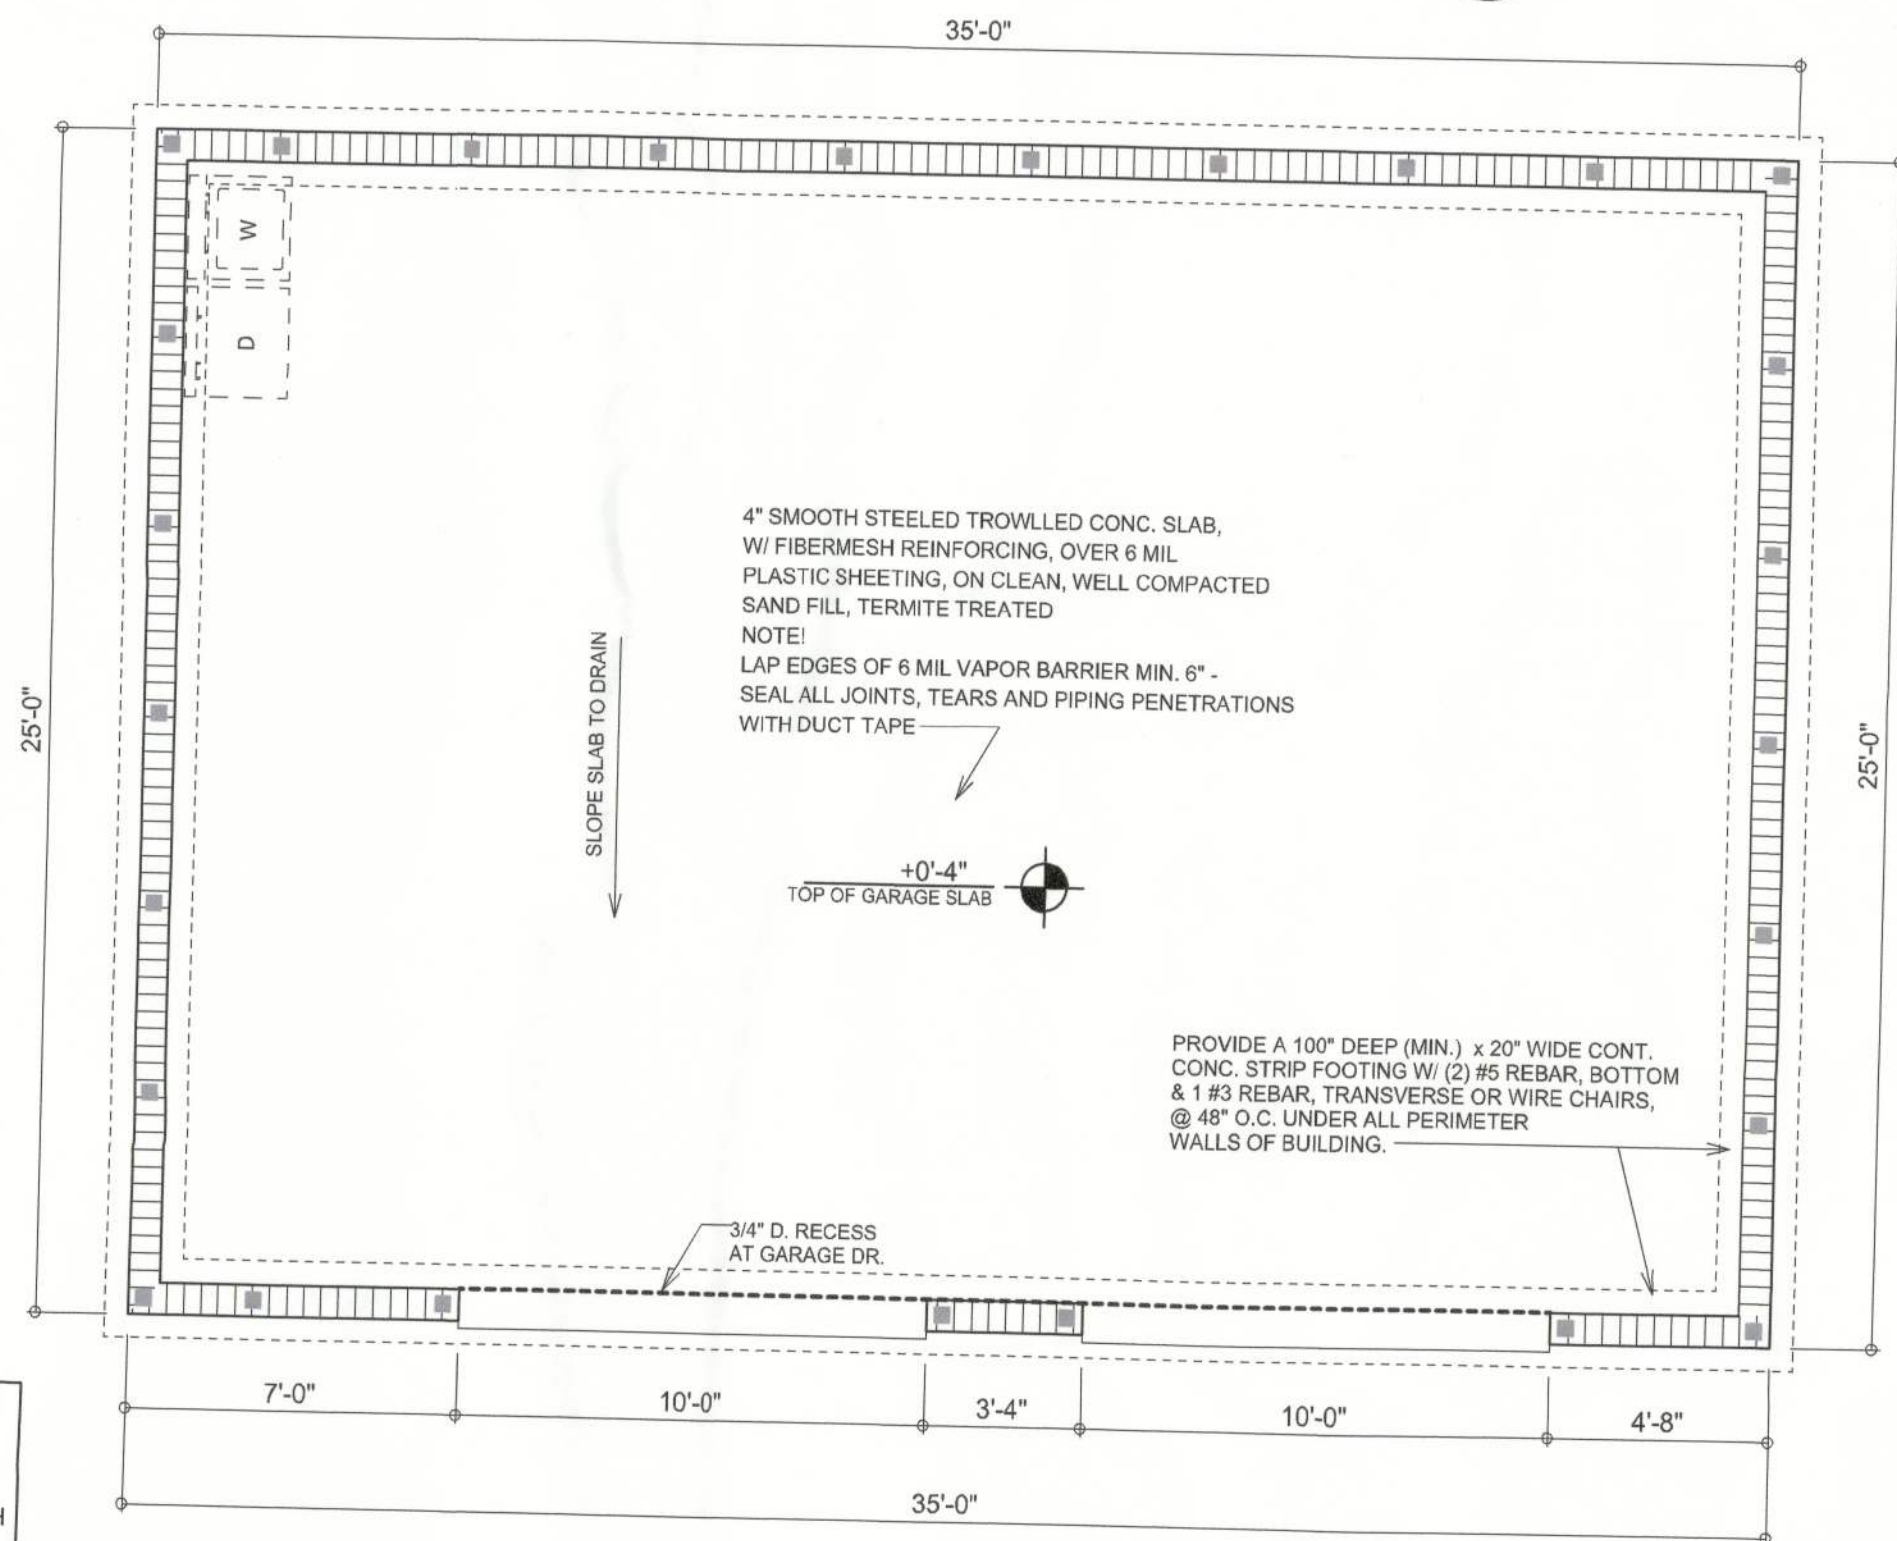 35'-0"
W
D
25'-0"
25'-0"
4" SMOOTH STEELED TROWLLED CONC. SLAB,
W/ FIBERMESH REINFORCING, OVER 6 MIL
PLASTIC SHEETING, ON CLEAN, WELL COMPACTED
SAND FILL, TERMITE TREATED
NOTE!
LAP EDGES OF 6 MIL VAPOR BARRIER MIN. 6" -
SEAL ALL JOINTS, TEARS AND PIPING PENETRATIONS
WITH DUCT TAPE
SLOPE SLAB TO DRAIN
+0'-4"
TOP OF GARAGE SLAB
PROVIDE A 100" DEEP (MIN.) x 20" WIDE CONT.
CONC. STRIP FOOTING W/ (2) #5 REBAR, BOTTOM
& 1 #3 REBAR, TRANSVERSE OR WIRE CHAIRS,
@ 48" O.C. UNDER ALL PERIMETER
WALLS OF BUILDING.
3/4" D. RECESS
AT GARAGE DR.
7'-0"
10'-0"
3'-4"
10'-0"
4'-8"
35'-0"